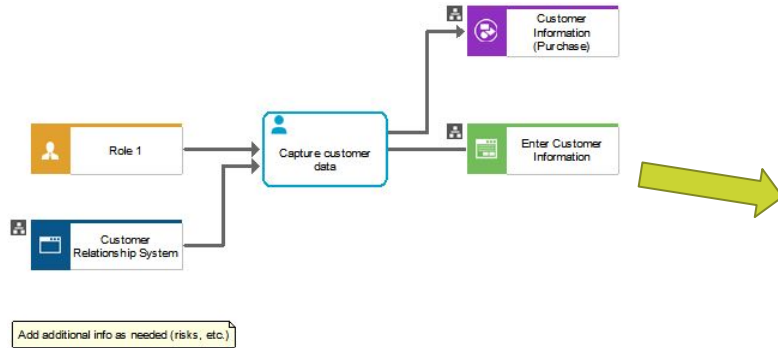 Customer
Information
(Purchase)
Role 1
Capture customer
data
Enter Customer
Information
Customer
Relationship System
Add additional info as needed (risks, etc.)